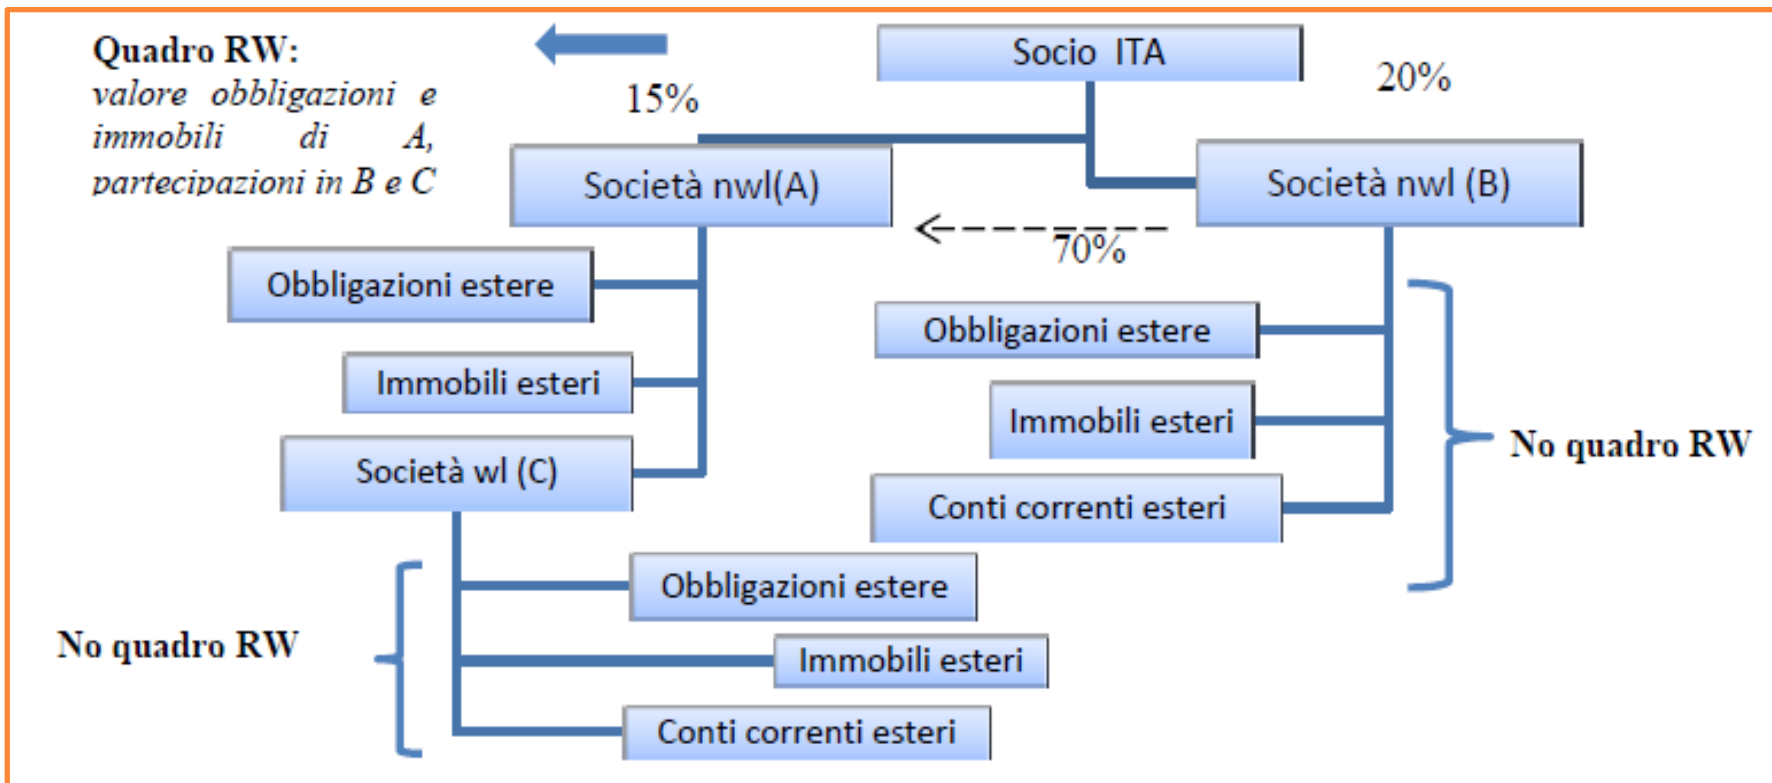 Quadro RW:
valore obbligazioni e
immobili di A,
partecipazioni in B e C
15%
Socio ITA
20%
Società nwl(A)
Società nwl (B)
70%
Obbligazioni estere
Immobili esteri
Società wl (C)
Obbligazioni estere
Immobili esteri
Conti correnti esteri
No quadro RW
No quadro RW
Obbligazioni estere
Immobili esteri
Conti correnti esteri